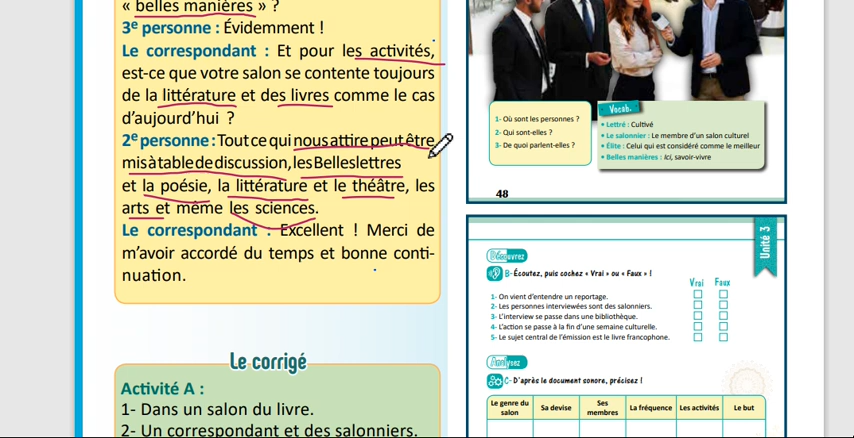 « belles manières » ?
3e personne : Évidemment !
Le correspondant : Et pour les activités,
est-ce que votre salon se contente toujours
de la littérature et des livres comme le cas
d'aujourd'hui ?
2e personne : Tout ce qui nous attire peut être
mis à table de discussion, les Belles lettres
et la poésie, la littérature et le théâtre, les
arts et même les sciences.
Le correspondant : Excellent ! Merci de
m'avoir accordé du temps et bonne conti-
nuation.
Le corrigé
Activité A :
1- Dans un salon du livre.
2- Un correspondant et des salonniers.
1- Où sont les personnes ?
2- Qui sont-elles ?
3- De quoi parlent-elles ?
Vocab.
• Lettré : Cultivé
• Le salonnier : Le membre d'un salon culturel
• Élite : Celui qui est considéré comme le meilleur
• Belles manières : Ici, savoir-vivre
48
Unité 3
Découvrez
B- Écoutez, puis cochez « Vrai » ou « Faux » !
Vrai Faux
1- On vient d'entendre un reportage.
2- Les personnes interviewées sont des salonniers.
3- L'interview se passe dans une bibliothèque.
4- L'action se passe à la fin d'une semaine culturelle.
5- Le sujet central de l'émission est le livre francophone.
Analysez
C- D'après le document sonore, précisez !
Le genre du salon Sa devise Ses membres La fréquence Les activités Le but